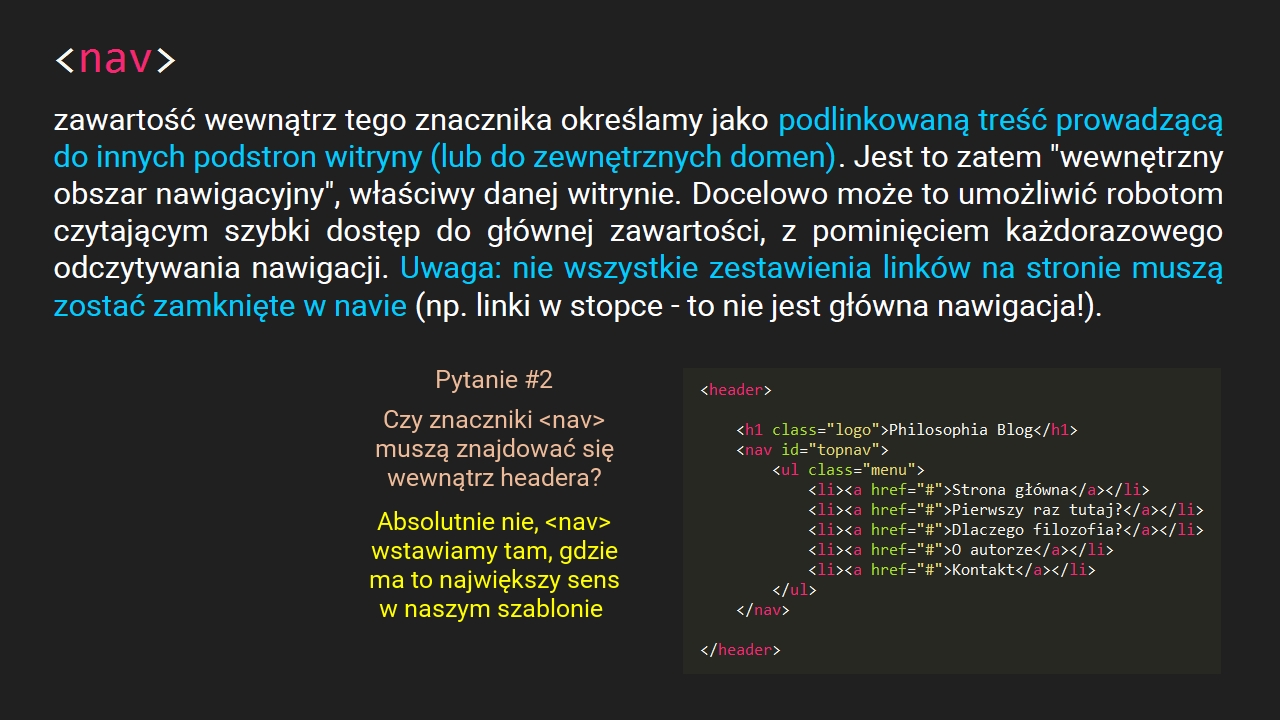 <nav>
zawartość wewnątrz tego znacznika określamy jako podlinkowaną treść prowadzącą
do innych podstron witryny (lub do zewnętrznych domen). Jest to zatem "wewnętrzny
obszar nawigacyjny", właściwy danej witrynie. Docelowo może to umożliwić robotom
czytającym szybki dostęp do głównej zawartości, z pominięciem każdorazowego
odczytywania nawigacji. Uwaga: nie wszystkie zestawienia linków na stronie muszą
zostać zamknięte w navie (np. linki w stopce - to nie jest główna nawigacja!).
Pytanie #2
Czy znaczniki <nav>
muszą znajdować się
wewnątrz headera?
Absolutnie nie, <nav>
wstawiamy tam, gdzie
ma to największy sens
w naszym szablonie
<header>
<h1 class="logo">Philosophia Blog</h1>
<nav id="topnav">
<ul class="menu">
<li><a href="#">Strona główna</a></li>
<li><a href="#">Pierwszy raz tutaj?</a></li>
<li><a href="#">Dlaczego filozofia?</a></li>
<li><a href="#">O autorze</a></li>
<li><a href="#">Kontakt</a></li>
</ul>
</nav>
</header>